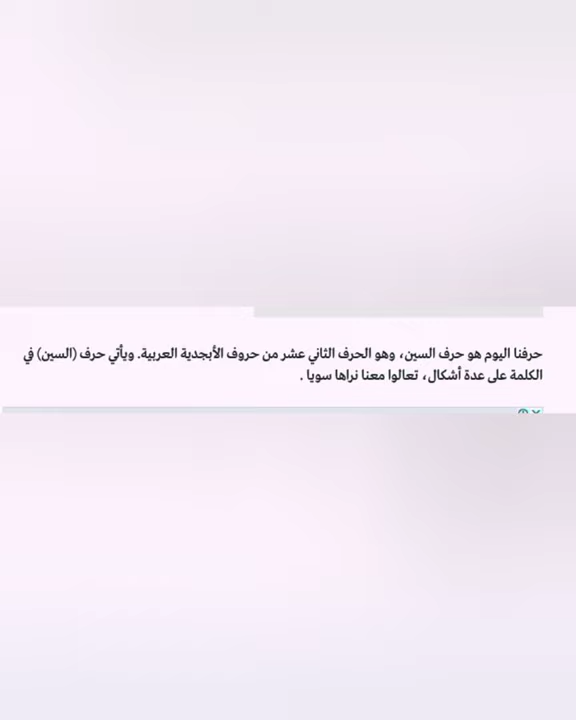 حرفنا اليوم هو حرف السين، وهو الحرف الثاني عشر من حروف الأبجدية العربية. ويأتي حرف (السين) في
الكلمة على عدة أشكال، تعالوا معنا نراها سويا .